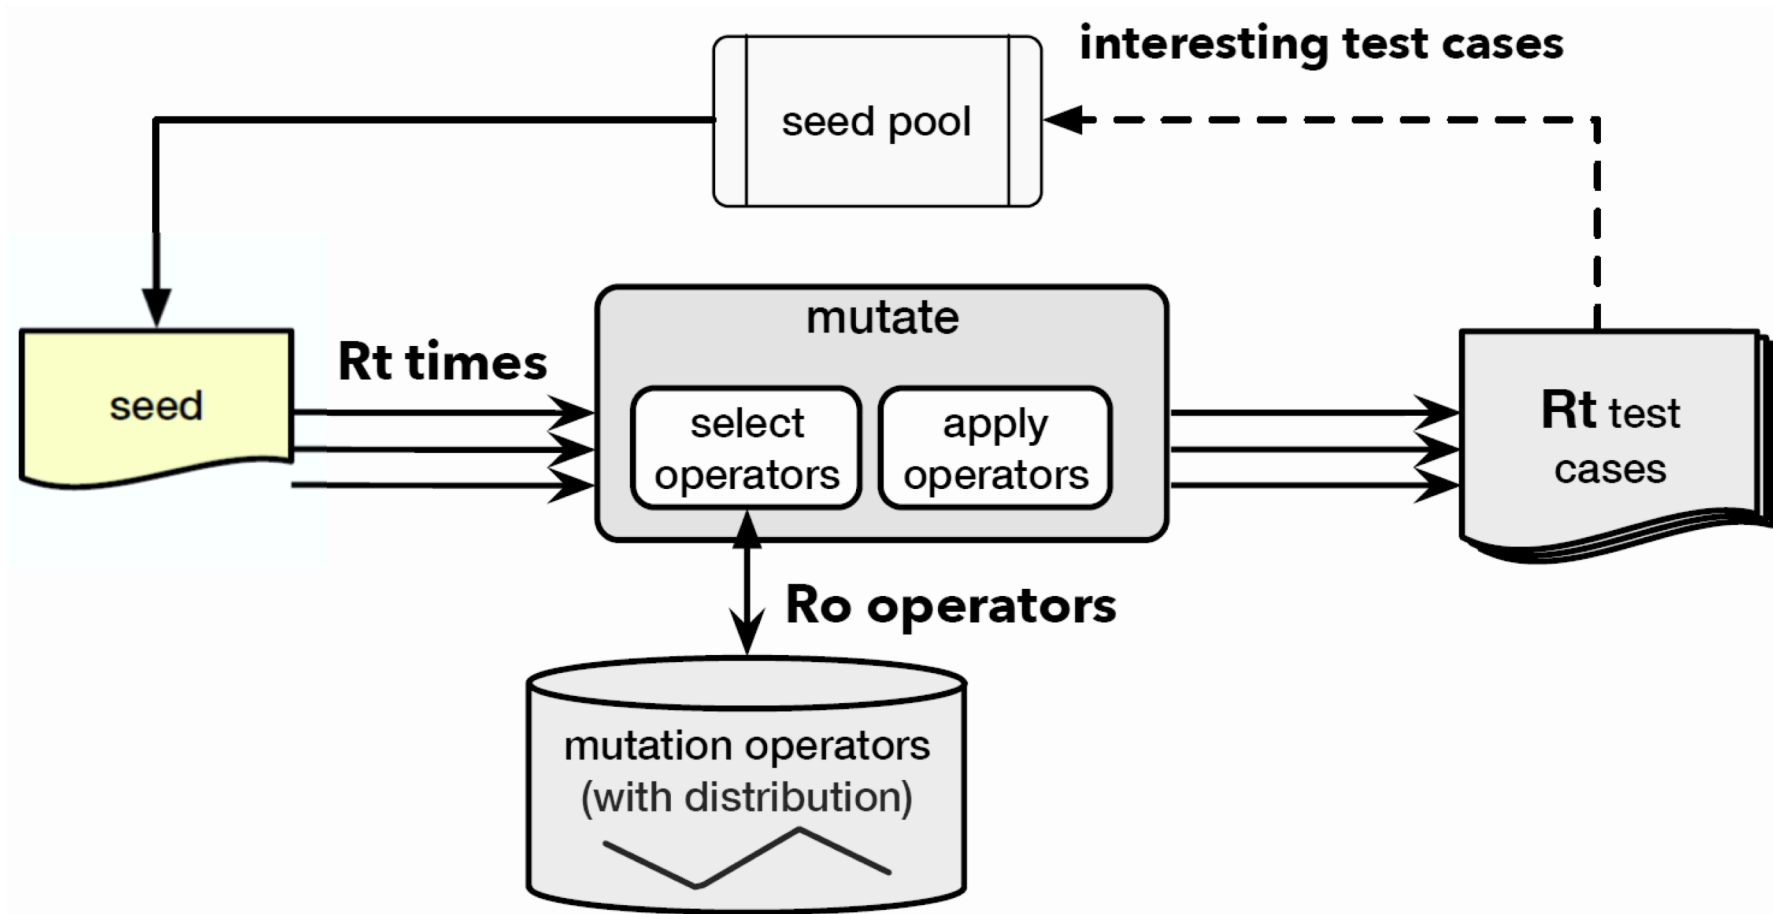 interesting test cases
seed pool
mutate
Rt times
seed
select
operators
apply
operators
Rt test
cases
Ro operators
mutation operators
(with distribution)